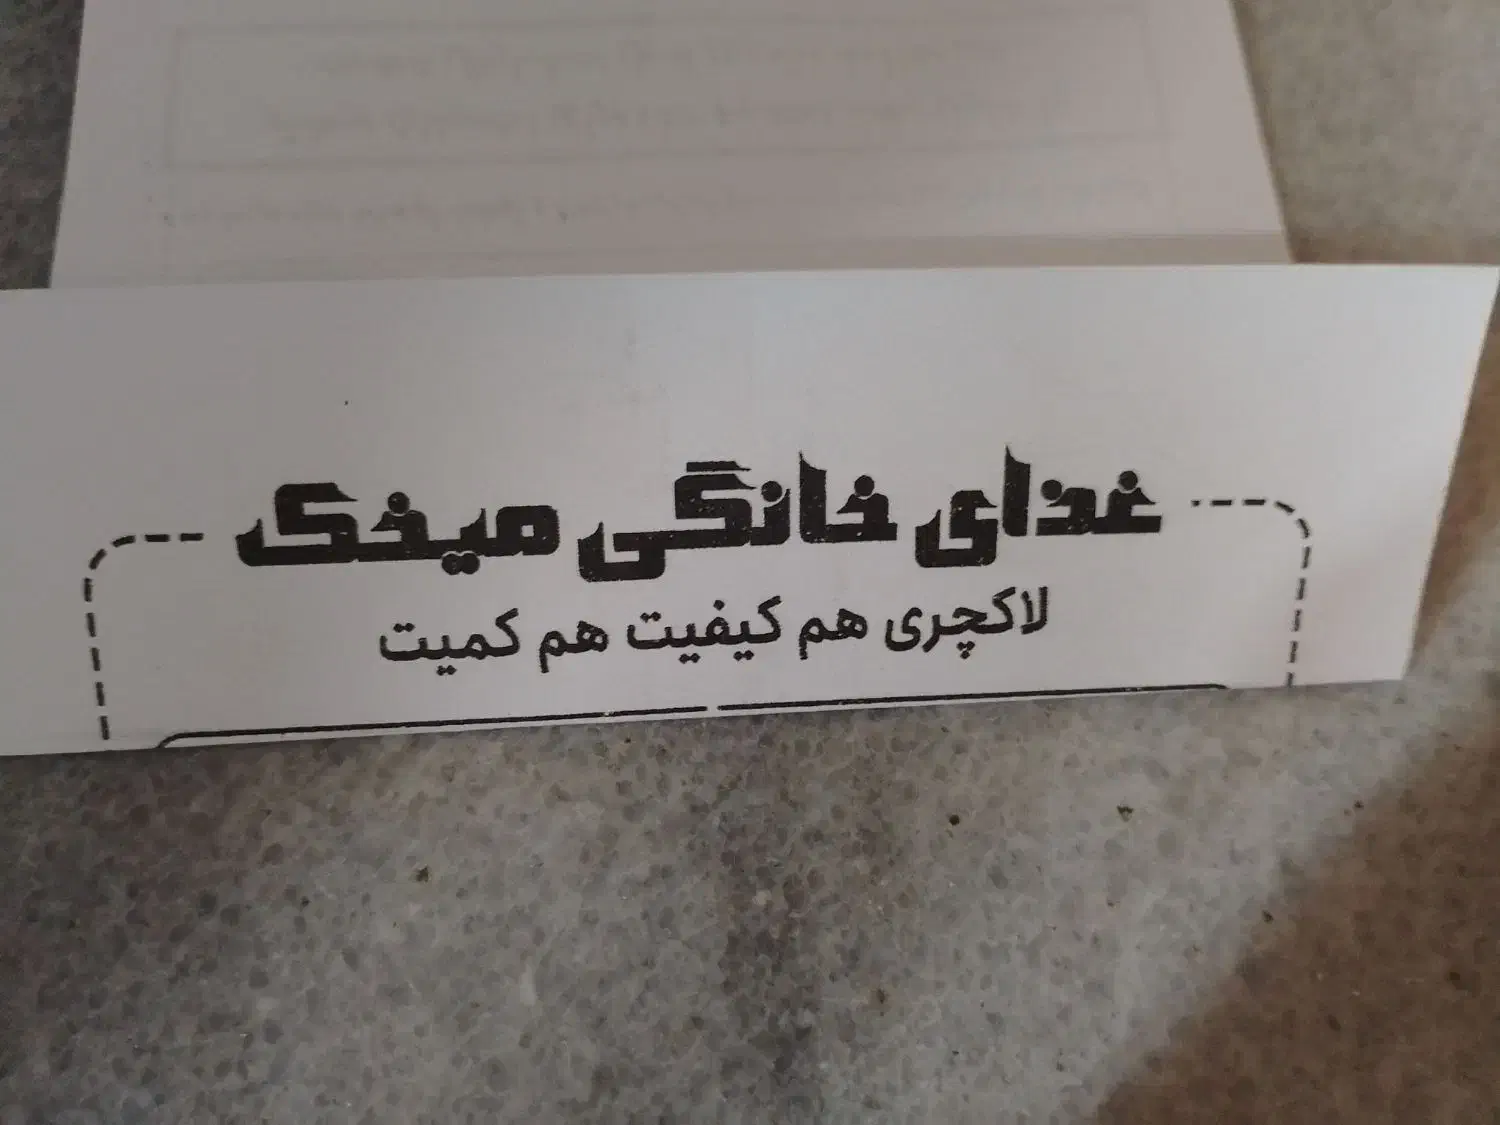 غذای خانگی میخک
لاکچری هم کیفیت هم کمیت